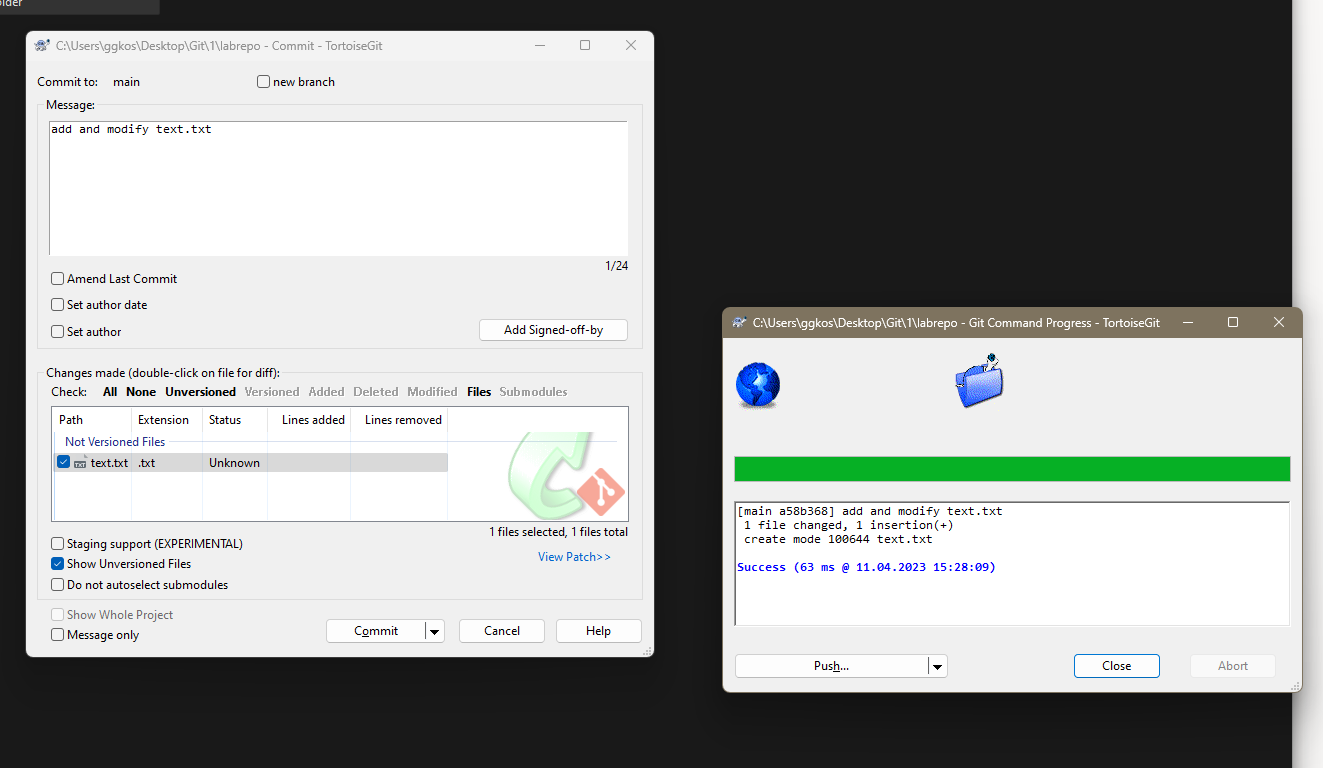 older
C:\Users\ggkos\Desktop\Git\1\labrepo - Commit - TortoiseGit
Commit to: main new branch
Message:
add and modify text.txt
1/24
Amend Last Commit
Set author date
Set author
Add Signed-off-by
Changes made (double-click on file for diff):
Check: All None Unversioned Versioned Added Deleted Modified Files Submodules
Path Extension Status Lines added Lines removed
Not Versioned Files
TXT text.txt .txt Unknown
1 files selected, 1 files total
Staging support (EXPERIMENTAL)
View Patch>>
Show Unversioned Files
Do not autoselect submodules
Show Whole Project
Message only
Commit Cancel Help
C:\Users\ggkos\Desktop\Git\1\labrepo - Git Command Progress - TortoiseGit
[main a58b368] add and modify text.txt
1 file changed, 1 insertion(+)
create mode 100644 text.txt
Success (63 ms @ 11.04.2023 15:28:09)
Push... Close Abort